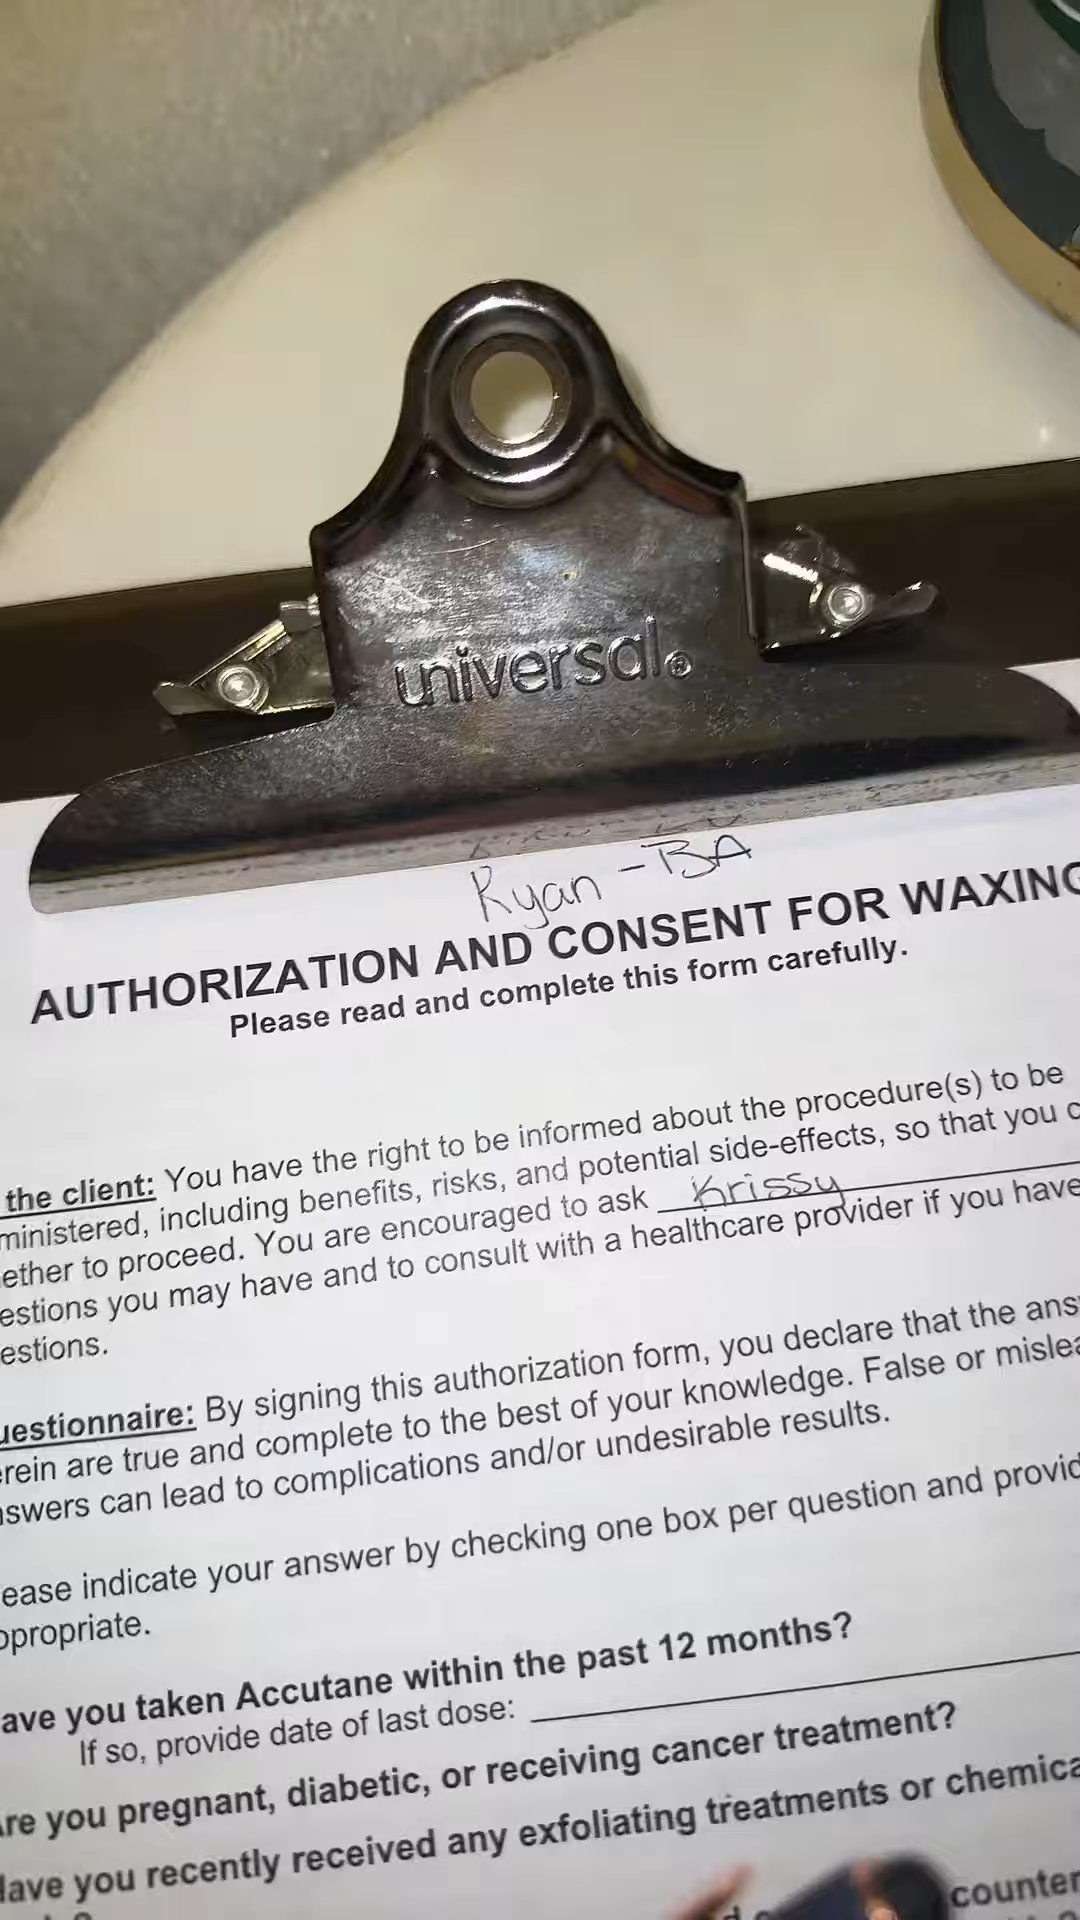 universal®
Ryan - BA
AUTHORIZATION AND CONSENT FOR WAXING
Please read and complete this form carefully.
the client: You have the right to be informed about the procedure(s) to be
ministered, including benefits, risks, and potential side-effects, so that you c
ether to proceed. You are encouraged to ask Krissy
estions you may have and to consult with a healthcare provider if you have
estions.
uestionnaire: By signing this authorization form, you declare that the ans
rein are true and complete to the best of your knowledge. False or mislea
nswers can lead to complications and/or undesirable results.
ease indicate your answer by checking one box per question and provid
ppropriate.
ave you taken Accutane within the past 12 months?
If so, provide date of last dose:
re you pregnant, diabetic, or receiving cancer treatment?
Have you recently received any exfoliating treatments or chemica
counter